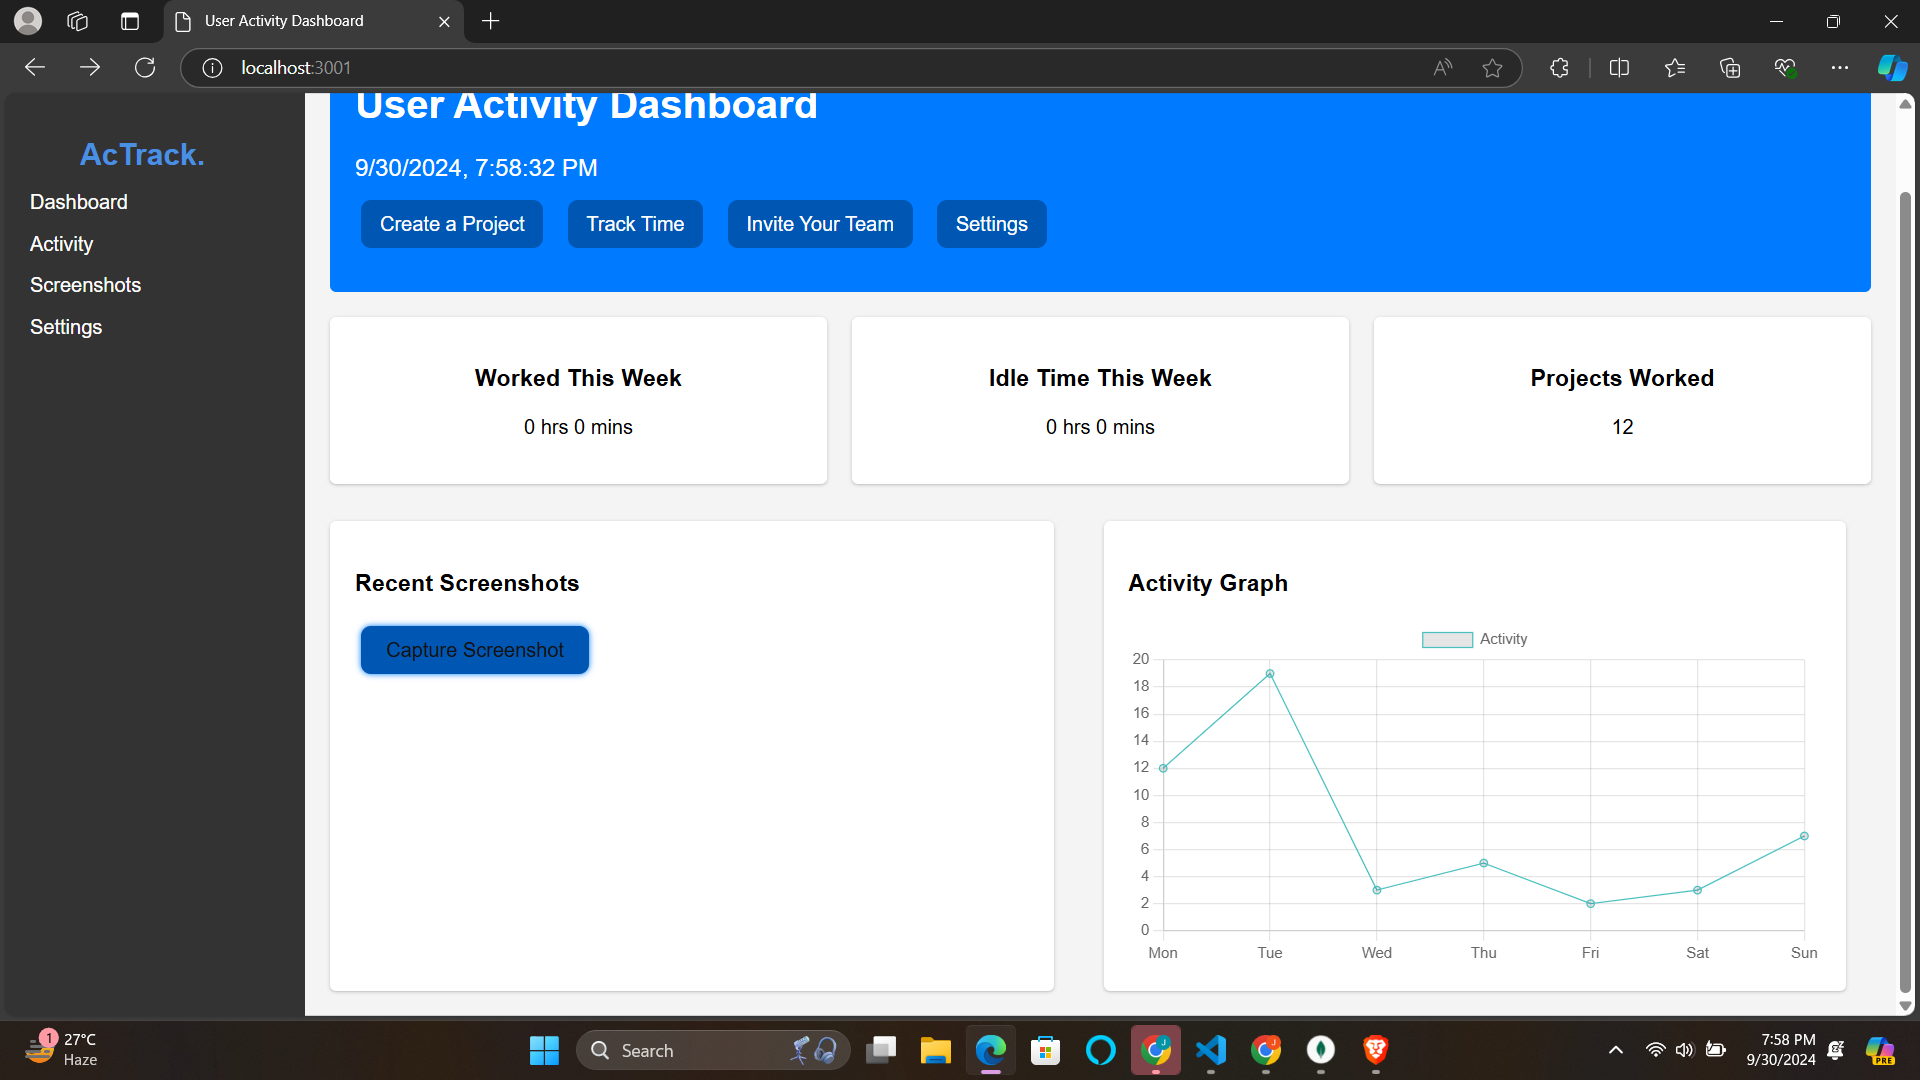 User Activity Dashboard
localhost:3001
AcTrack.
Dashboard
Activity
Screenshots
Settings
User Activity Dashboard
9/30/2024, 7:58:32 PM
Create a Project
Track Time
Invite Your Team
Settings
Worked This Week
0 hrs 0 mins
Idle Time This Week
0 hrs 0 mins
Projects Worked
12
Recent Screenshots
Capture Screenshot
Activity Graph
Activity
20
18
16
14
12
10
8
6
4
2
0
Mon Tue Wed Thu Fri Sat Sun
1
27°C
Haze
Search
J
J
7:58 PM
9/30/2024
PRE